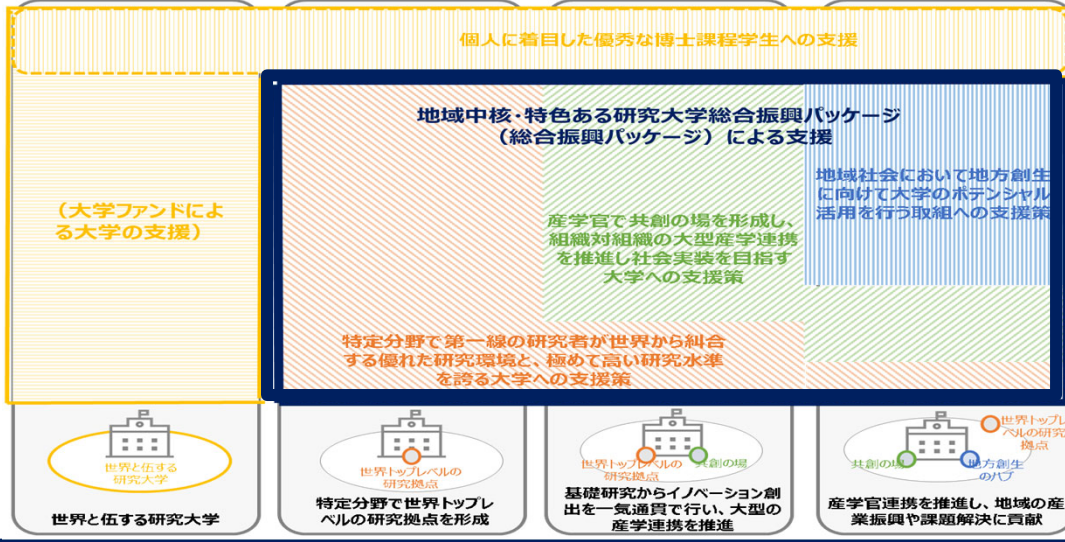 個人に着目した優秀な博士課程学生への支援
地域中核・特色ある研究大学総合振興パッケージ
（総合振興パッケージ）による支援
（大学ファンドによ
る大学の支援）
地域社会において地方創生
に向けて大学のポテンシャル
活用を行う取組への支援策
産学官で共創の場を形成し、
組織対組織の大型産学連携
を推進し社会実装を目指す
大学への支援策
特定分野で第一線の研究者が世界から糾合
する優れた研究環境と、極めて高い研究水準
を誇る大学への支援策
世界と伍する
研究大学
世界と伍する研究大学
世界トップレベルの
研究拠点
特定分野で世界トップレ
ベルの研究拠点を形成
世界トップレベルの
研究拠点
共創の場
基礎研究からイノベーション創
出を一気通貫で行い、大型の
産学連携を推進
世界トップレ
ベルの研究
拠点
共創の場
地方創生
のハブ
産学官連携を推進し、地域の産
業振興や課題解決に貢献